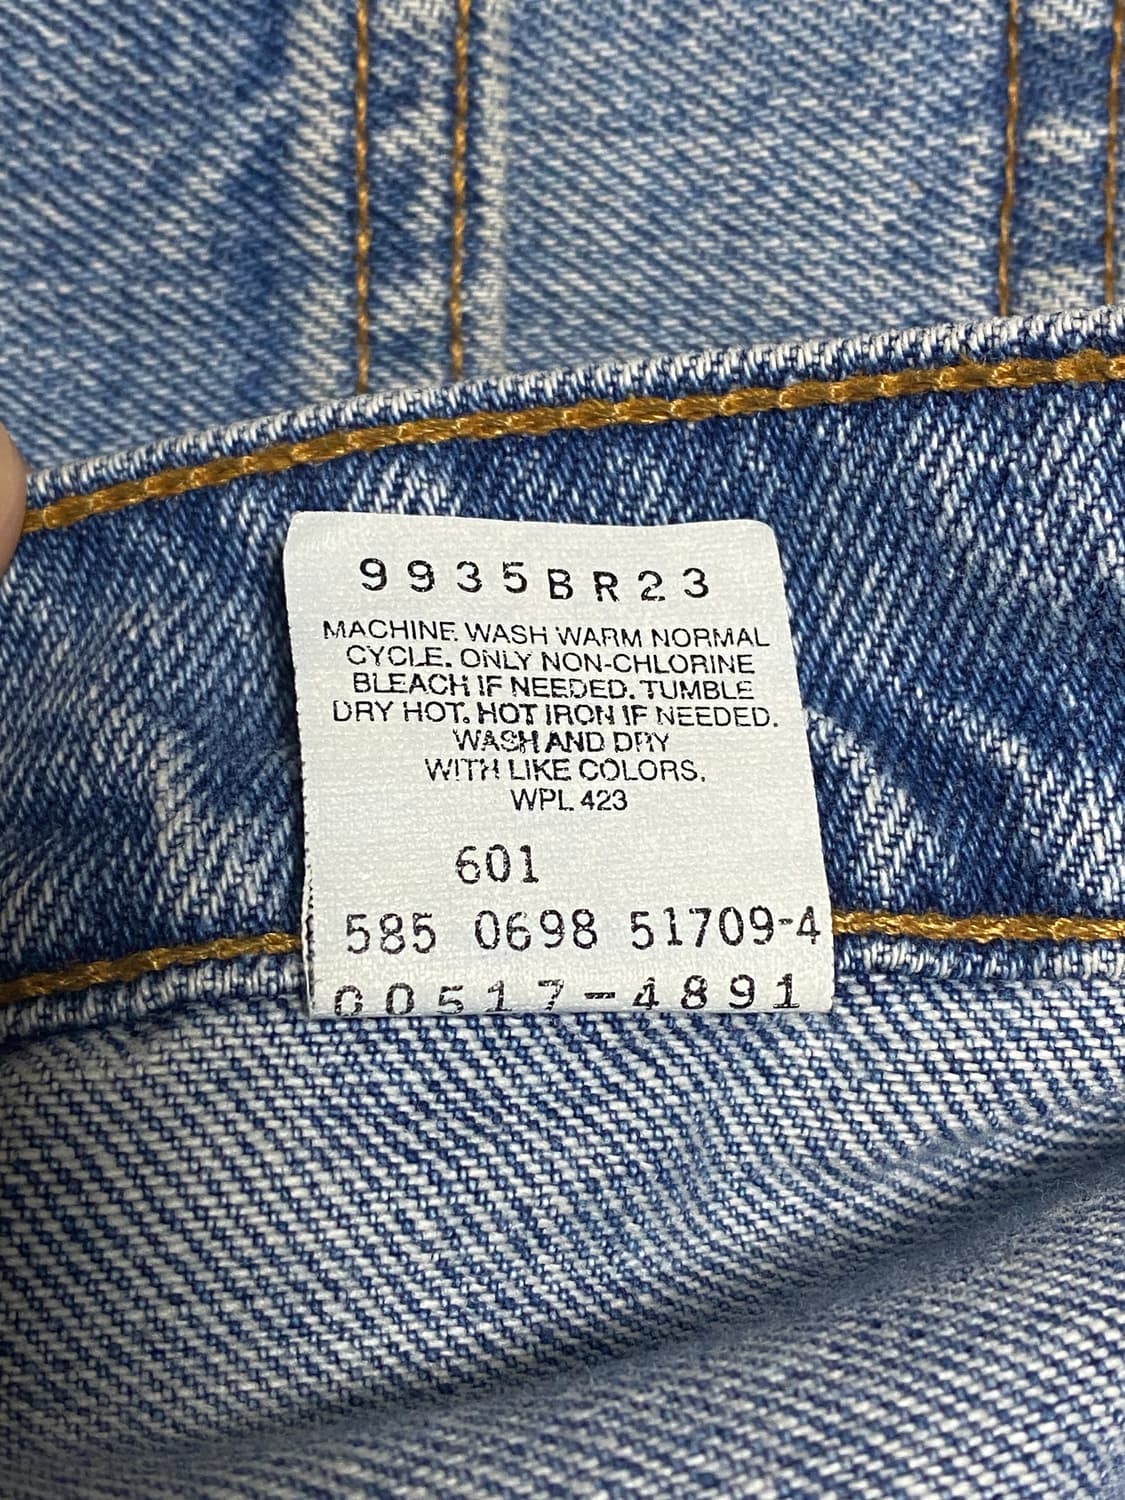 9935BR23
MACHINE WASH WARM NORMAL
CYCLE. ONLY NON-CHLORINE
BLEACH IF NEEDED. TUMBLE
DRY HOT. HOT IRON IF NEEDED.
WASH AND DRY
WITH LIKE COLORS.
WPL 423
601
585 0698 51709-4
00517-4891